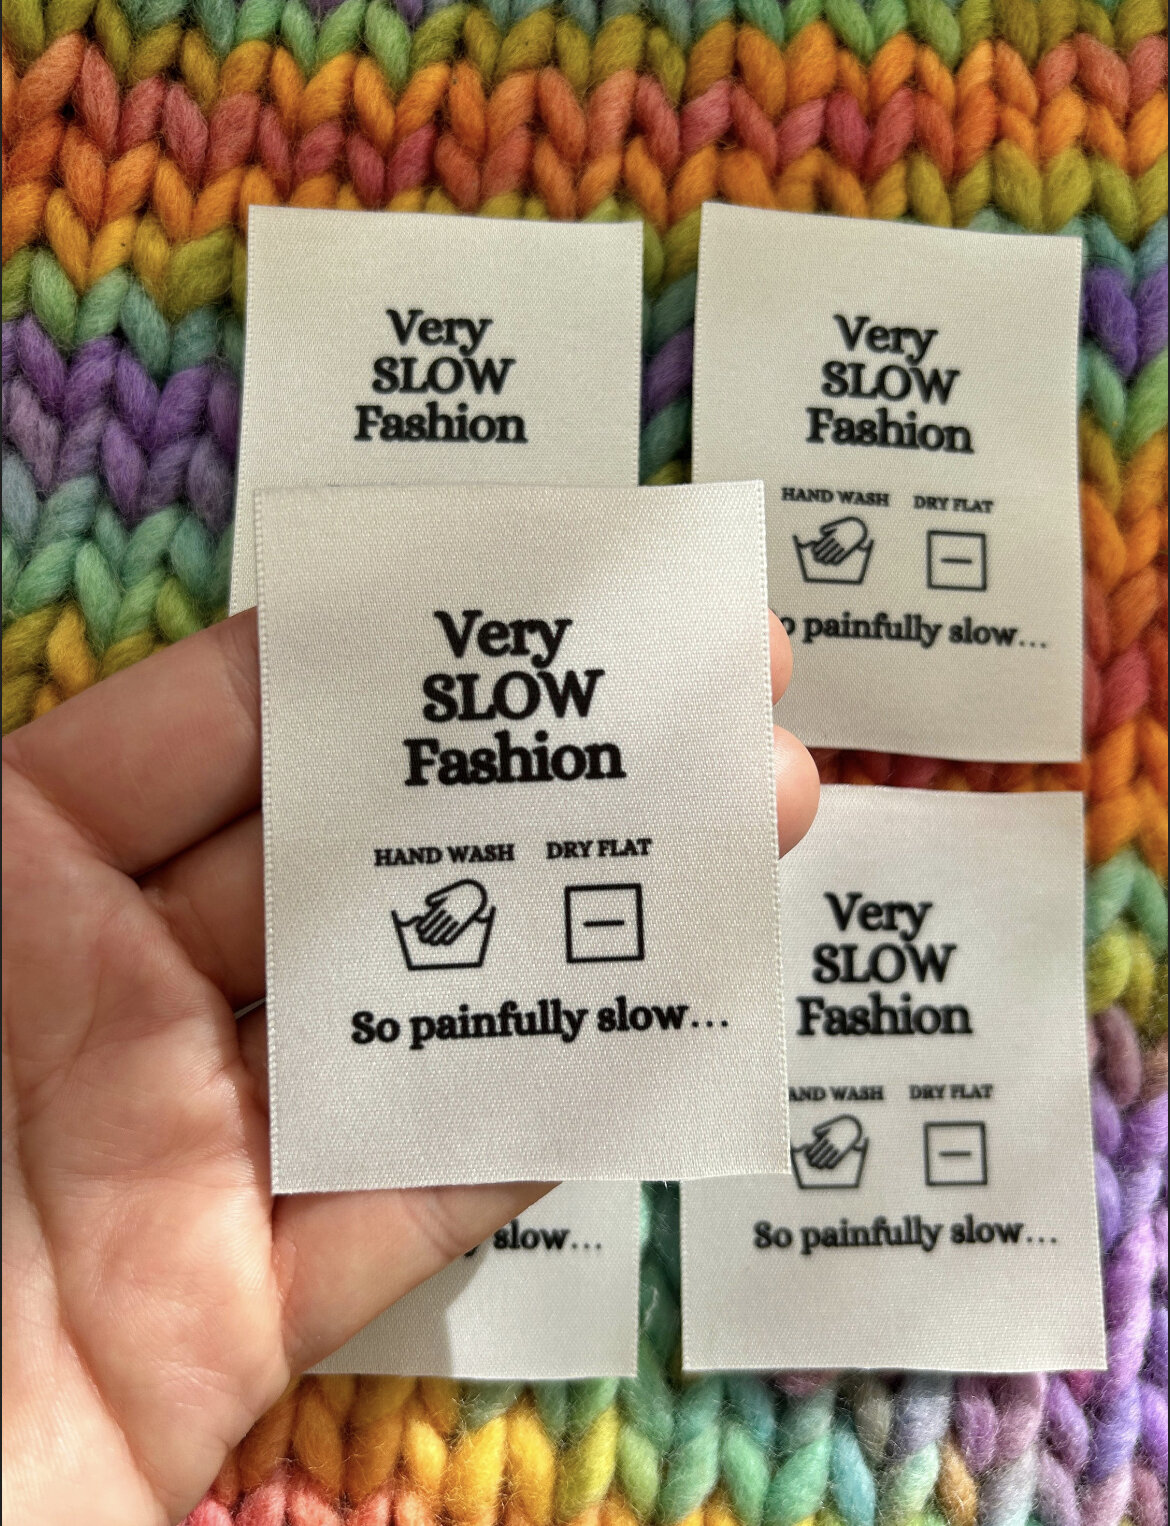 Very
SLOW
Fashion
Very
SLOW
Fashion
HAND WASH DRY FLAT
painfully slow...
Very
SLOW
Fashion
HAND WASH DRY FLAT
So painfully slow...
Very
SLOW
Fashion
WASH DRY FLAT
So painfully slow...
slow...